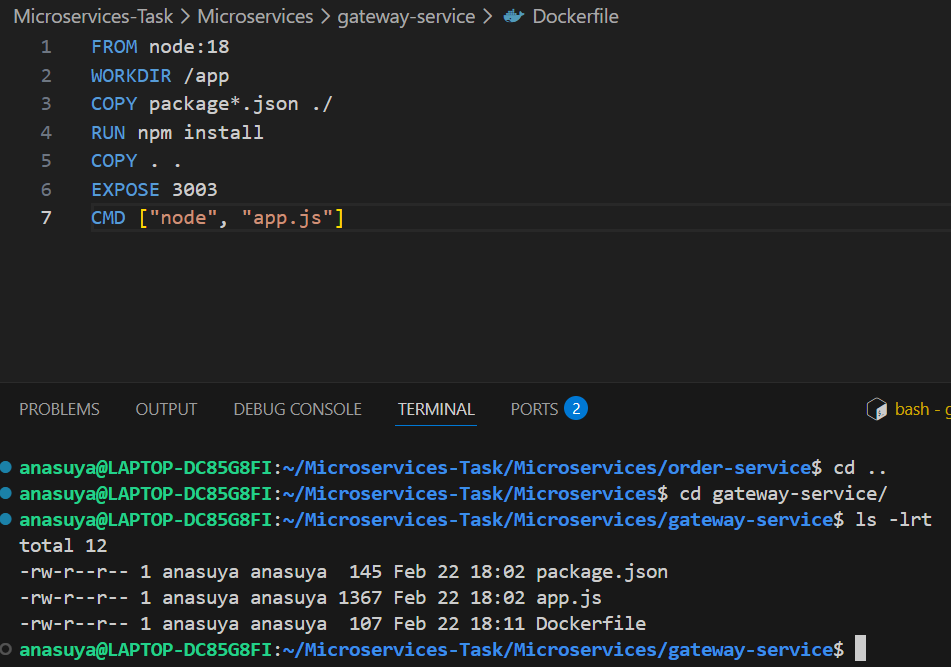 Microservices-Task > Microservices > gateway-service > Dockerfile
1 FROM node:18
2 WORKDIR /app
3 COPY package*.json ./
4 RUN npm install
5 COPY . .
6 EXPOSE 3003
7 CMD ["node", "app.js"]
PROBLEMS OUTPUT DEBUG CONSOLE TERMINAL PORTS 2 bash - g
anasuya@LAPTOP-DC85G8FI:~/Microservices-Task/Microservices/order-service$ cd ..
anasuya@LAPTOP-DC85G8FI:~/Microservices-Task/Microservices$ cd gateway-service/
anasuya@LAPTOP-DC85G8FI:~/Microservices-Task/Microservices/gateway-service$ ls -lrt
total 12
-rw-r--r-- 1 anasuya anasuya  145 Feb 22 18:02 package.json
-rw-r--r-- 1 anasuya anasuya 1367 Feb 22 18:02 app.js
-rw-r--r-- 1 anasuya anasuya  107 Feb 22 18:11 Dockerfile
anasuya@LAPTOP-DC85G8FI:~/Microservices-Task/Microservices/gateway-service$